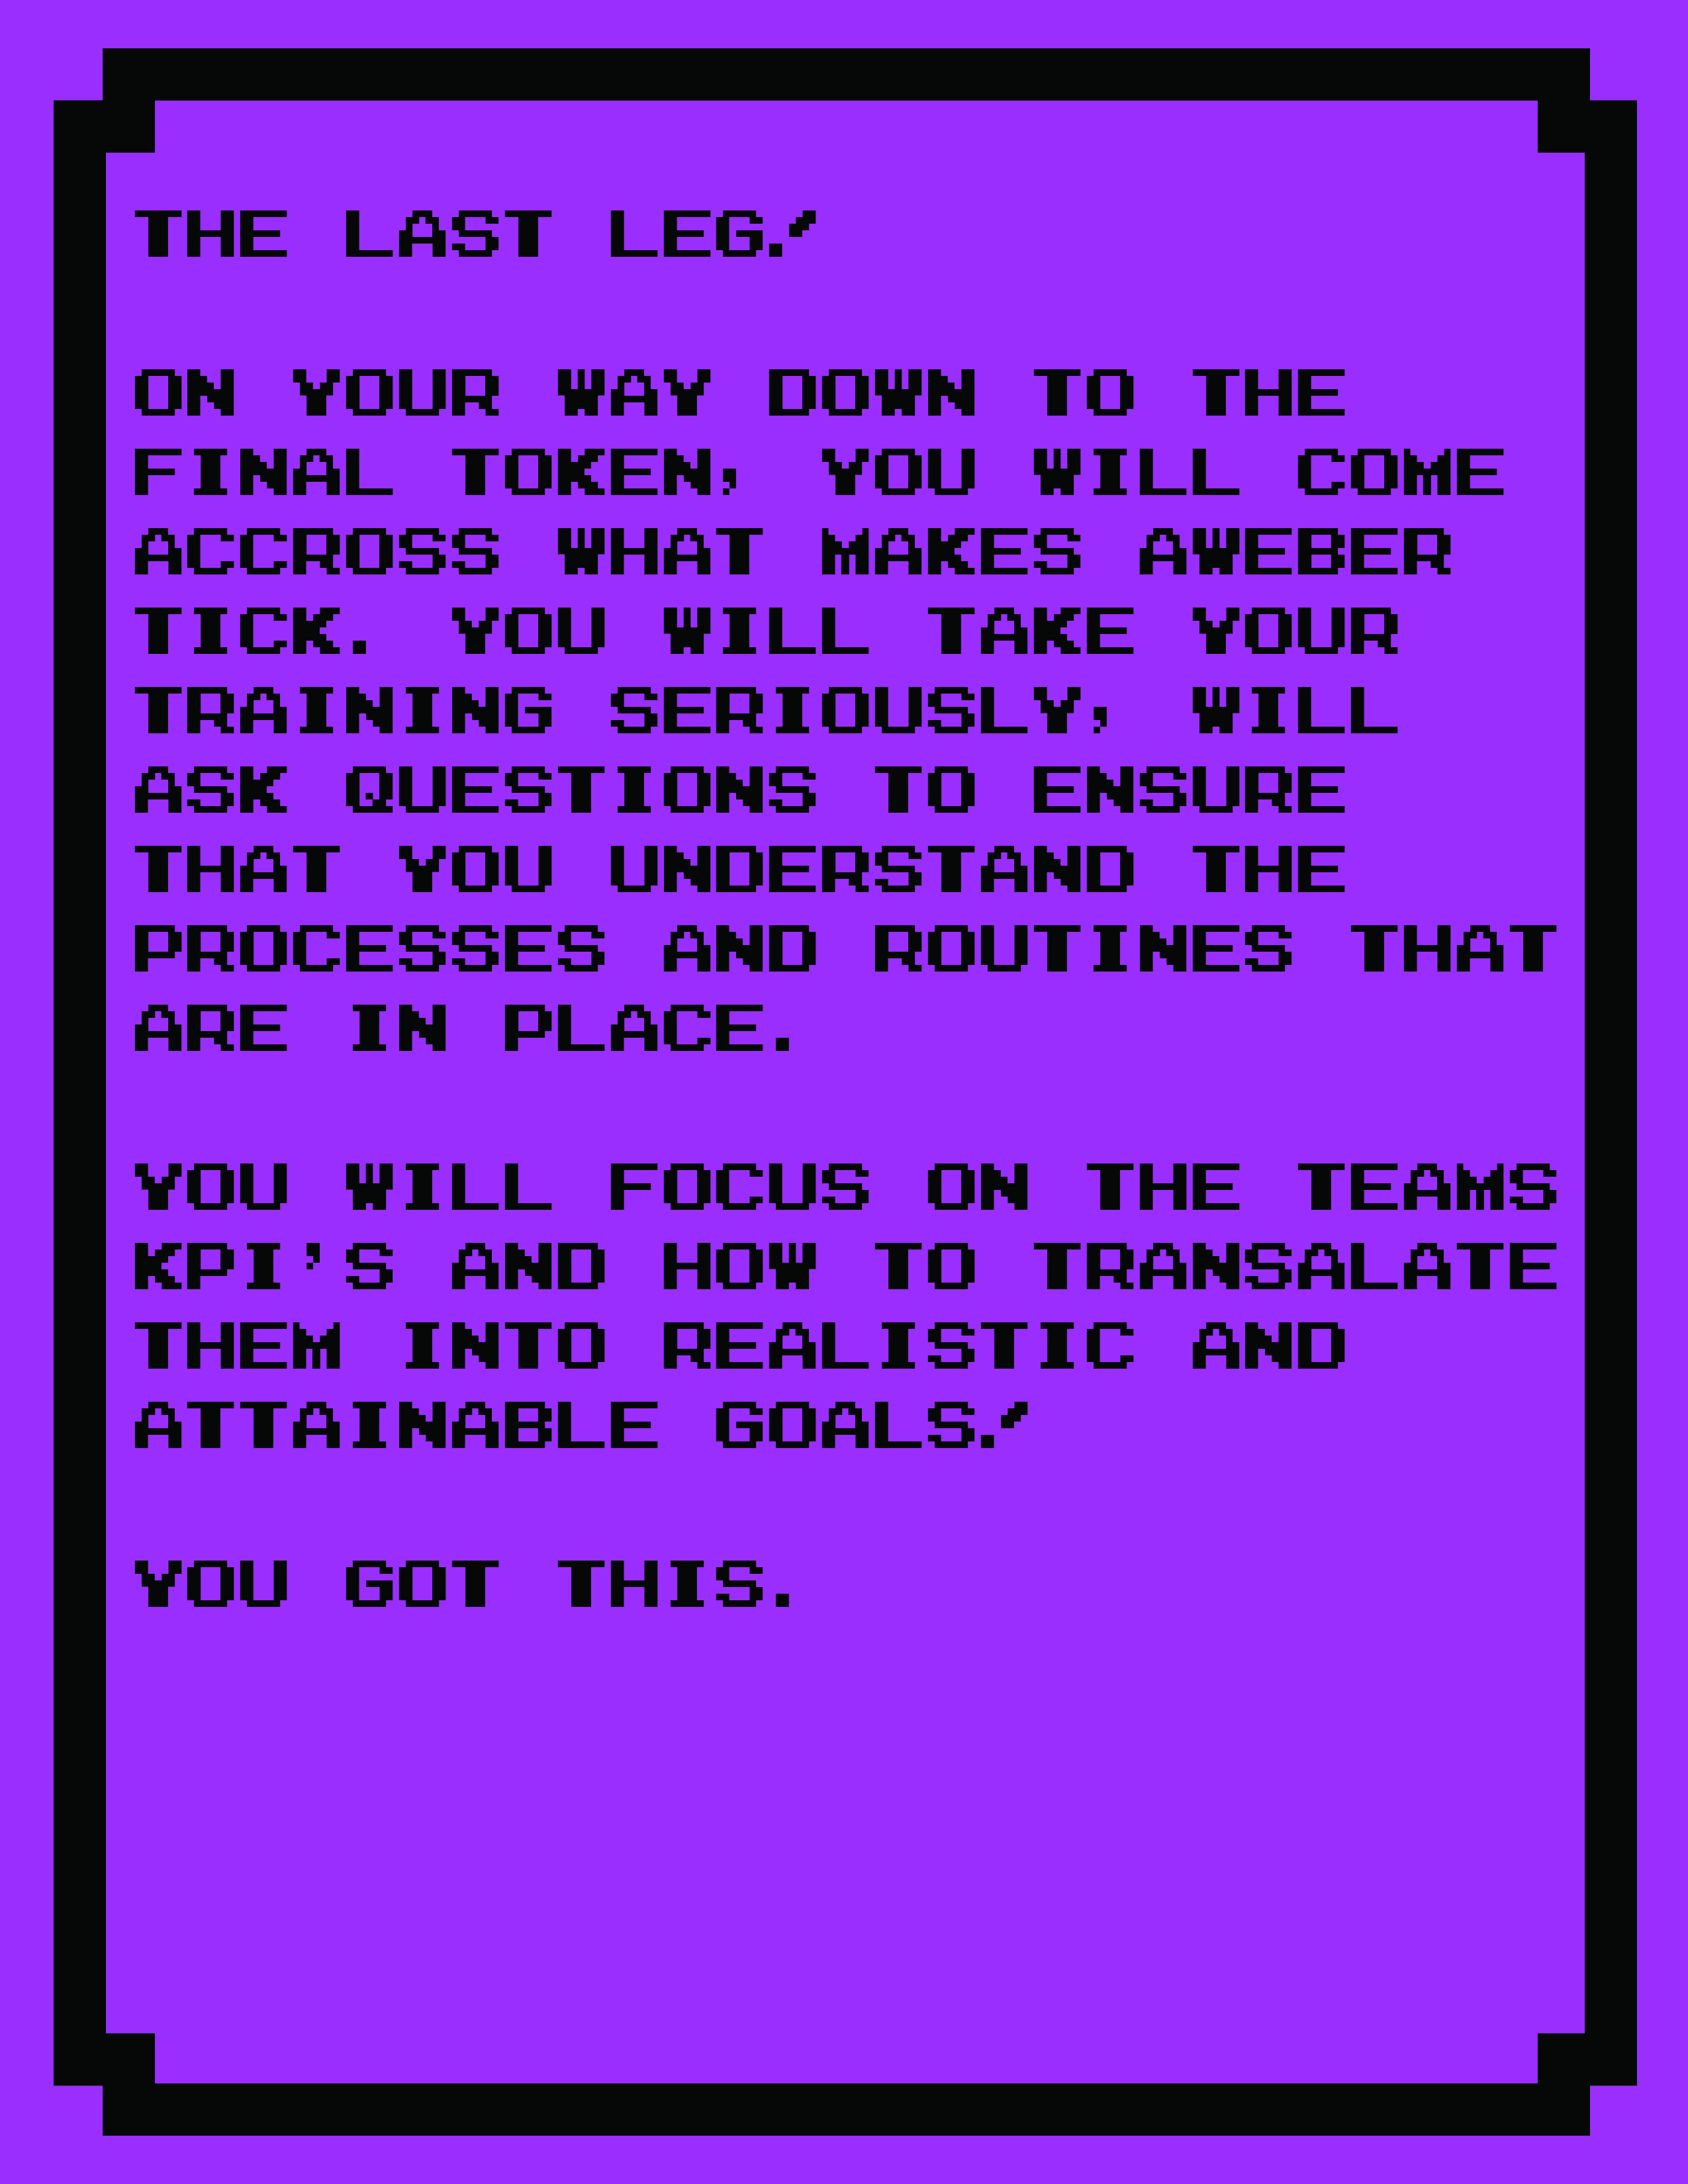 THE LAST LEG!
ON YOUR WAY DOWN TO THE
FINAL TOKEN, YOU WILL COME
ACCROSS WHAT MAKES AWEBER
TICK. YOU WILL TAKE YOUR
TRAINING SERIOUSLY, WILL
ASK QUESTIONS TO ENSURE
THAT YOU UNDERSTAND THE
PROCESSES AND ROUTINES THAT
ARE IN PLACE.
YOU WILL FOCUS ON THE TEAMS
KPI'S AND HOW TO TRANSALATE
THEM INTO REALISTIC AND
ATTAINABLE GOALS!
YOU GOT THIS.